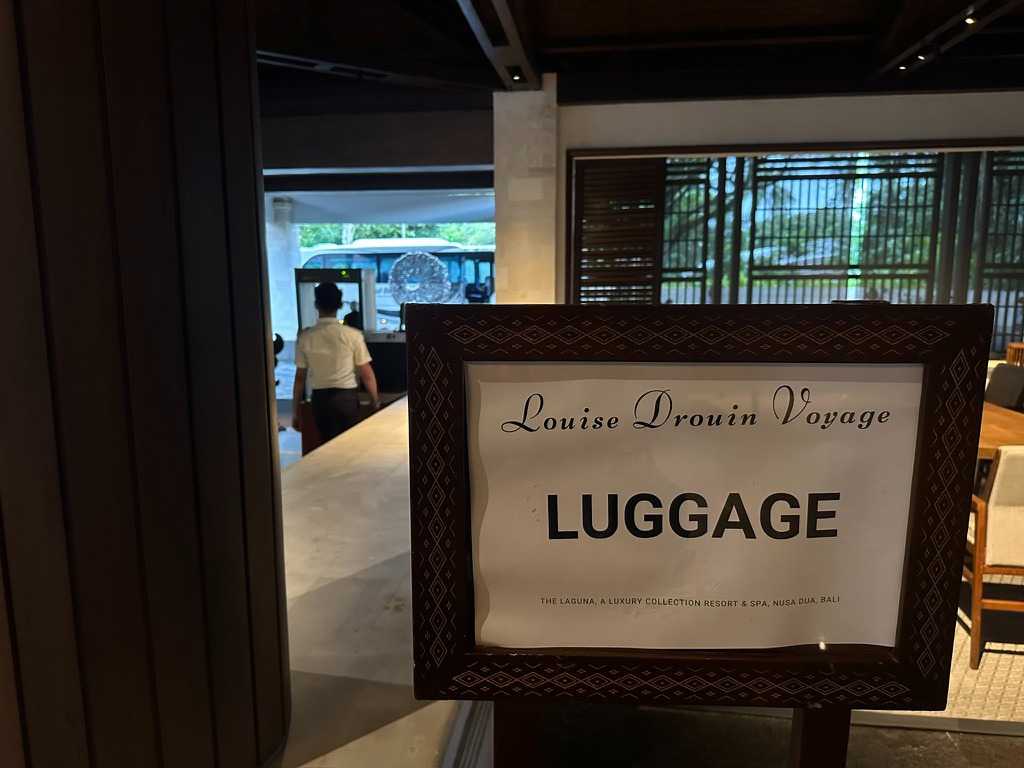 Louise Drouin Voyage
LUGGAGE
THE LAGUNA, A LUXURY COLLECTION RESORT & SPA, NUSA DUA, BALI